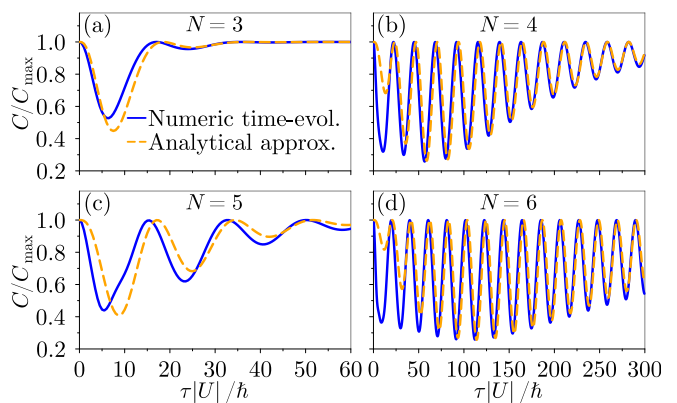 (a) N = 3
(b) N = 4
C/Cmax
1.0
0.8
0.6
0.4
0.2
Numeric time-evol.
Analytical approx.
(c) N = 5
(d) N = 6
C/Cmax
1.0
0.8
0.6
0.4
0.2
0 10 20 30 40 50 60
0 50 100 150 200 250 300
τ|U| /ℏ
τ|U| /ℏ